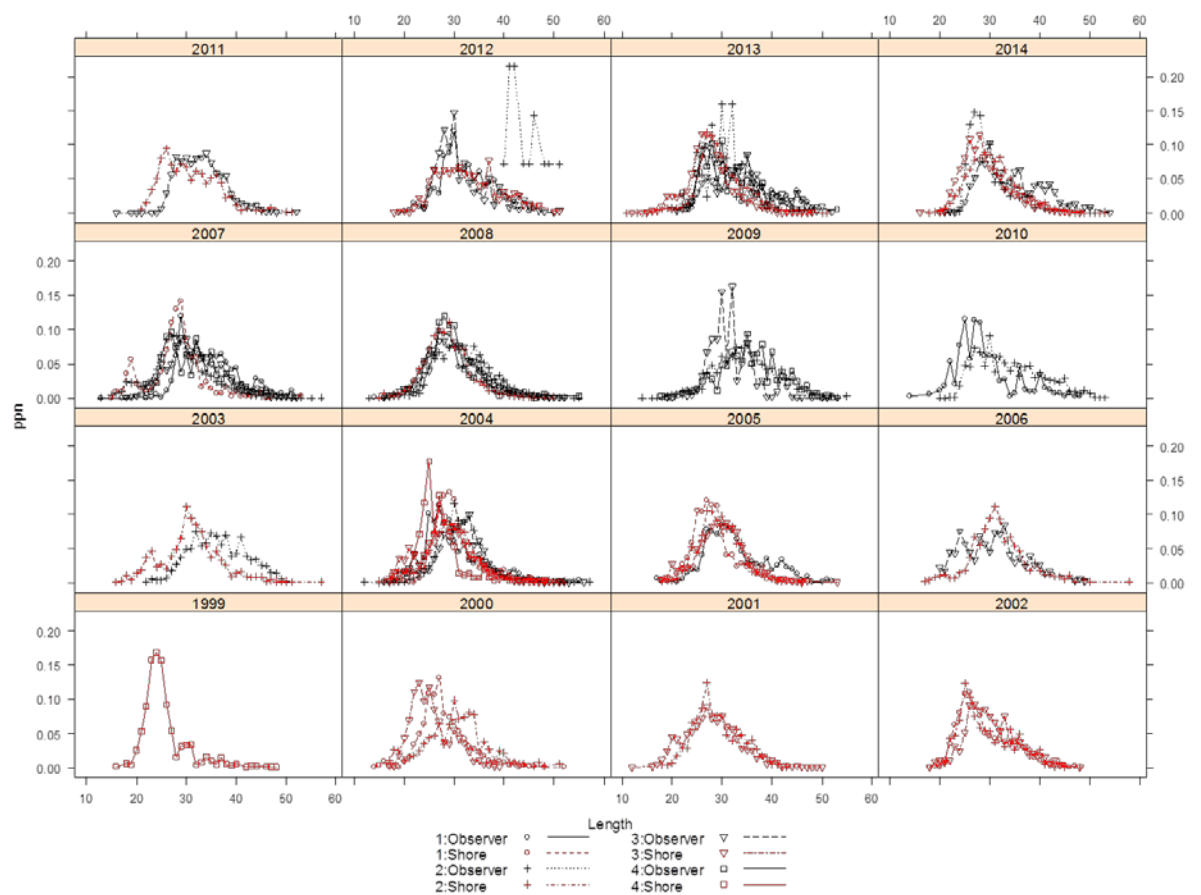 10 20 30 40 50 60 10 20 30 40 50 60
2011 2012 2013 2014
0.20
0.15
0.10
0.05
0.00
2007 2008 2009 2010
0.20
0.15
0.10
0.05
0.00
2003 2004 2005 2006
0.20
0.15
0.10
0.05
0.00
1999 2000 2001 2002
0.20
0.15
0.10
0.05
0.00
10 20 30 40 50 60 10 20 30 40 50 60
ppn
Length
1:Observer 3:Observer
1:Shore 3:Shore
2:Observer 4:Observer
2:Shore 4:Shore